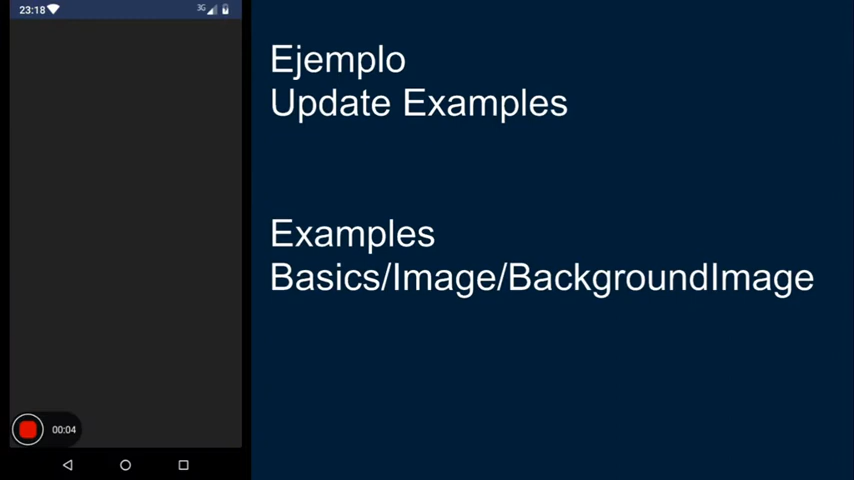 23:18
3G
Ejemplo
Update Examples
Examples
Basics/Image/BackgroundImage
00:04